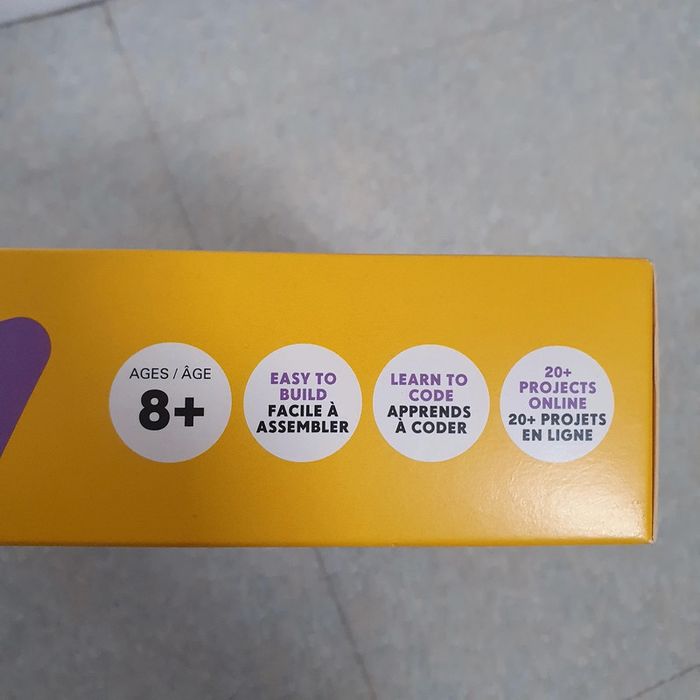 AGES / ÂGE
8+
EASY TO
BUILD
FACILE À
ASSEMBLER
LEARN TO
CODE
APPRENDS
À CODER
20+
PROJECTS
ONLINE
20+ PROJETS
EN LIGNE